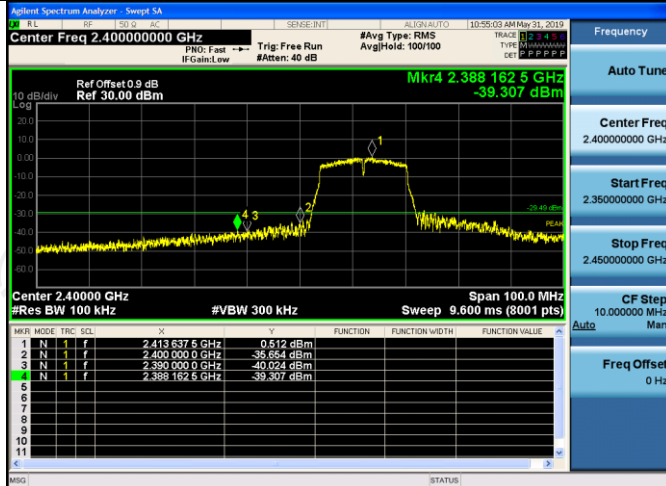 Agilent Spectrum Analyzer - Swept SA
RL RF 50 Ω AC SENSE:INT ALIGN AUTO 10:55:03 AM May 31, 2019
Center Freq 2.400000000 GHz
PNO: Fast Trig: Free Run #Avg Type: RMS TRACE 1 2 3 4 5 6
IFGain:Low #Atten: 40 dB Avg|Hold: 100/100 TYPE M
DET P P P P P P
Frequency
Auto Tune
Ref Offset 0.9 dB Mkr4 2.388 162 5 GHz
10 dB/div Ref 30.00 dBm -39.307 dBm
Log
20.0
10.0
0.00
-10.0
-20.0
-30.0
-40.0
-50.0
-60.0
1
2
3
4
-29.49 dBm
PEAK
Center 2.40000 GHz Span 100.0 MHz
#Res BW 100 kHz #VBW 300 kHz Sweep 9.600 ms (8001 pts)
Center Freq
2.400000000 GHz
Start Freq
2.350000000 GHz
Stop Freq
2.450000000 GHz
CF Step
10.000000 MHz
Auto Man
Freq Offset
0 Hz
MKR MODE TRC SCL X Y FUNCTION FUNCTION WIDTH FUNCTION VALUE
1 N 1 f 2.413 637 5 GHz 0.512 dBm
2 N 1 f 2.400 000 0 GHz -35.654 dBm
3 N 1 f 2.390 000 0 GHz -40.024 dBm
4 N 1 f 2.388 162 5 GHz -39.307 dBm
5
6
7
8
9
10
11
MSG STATUS